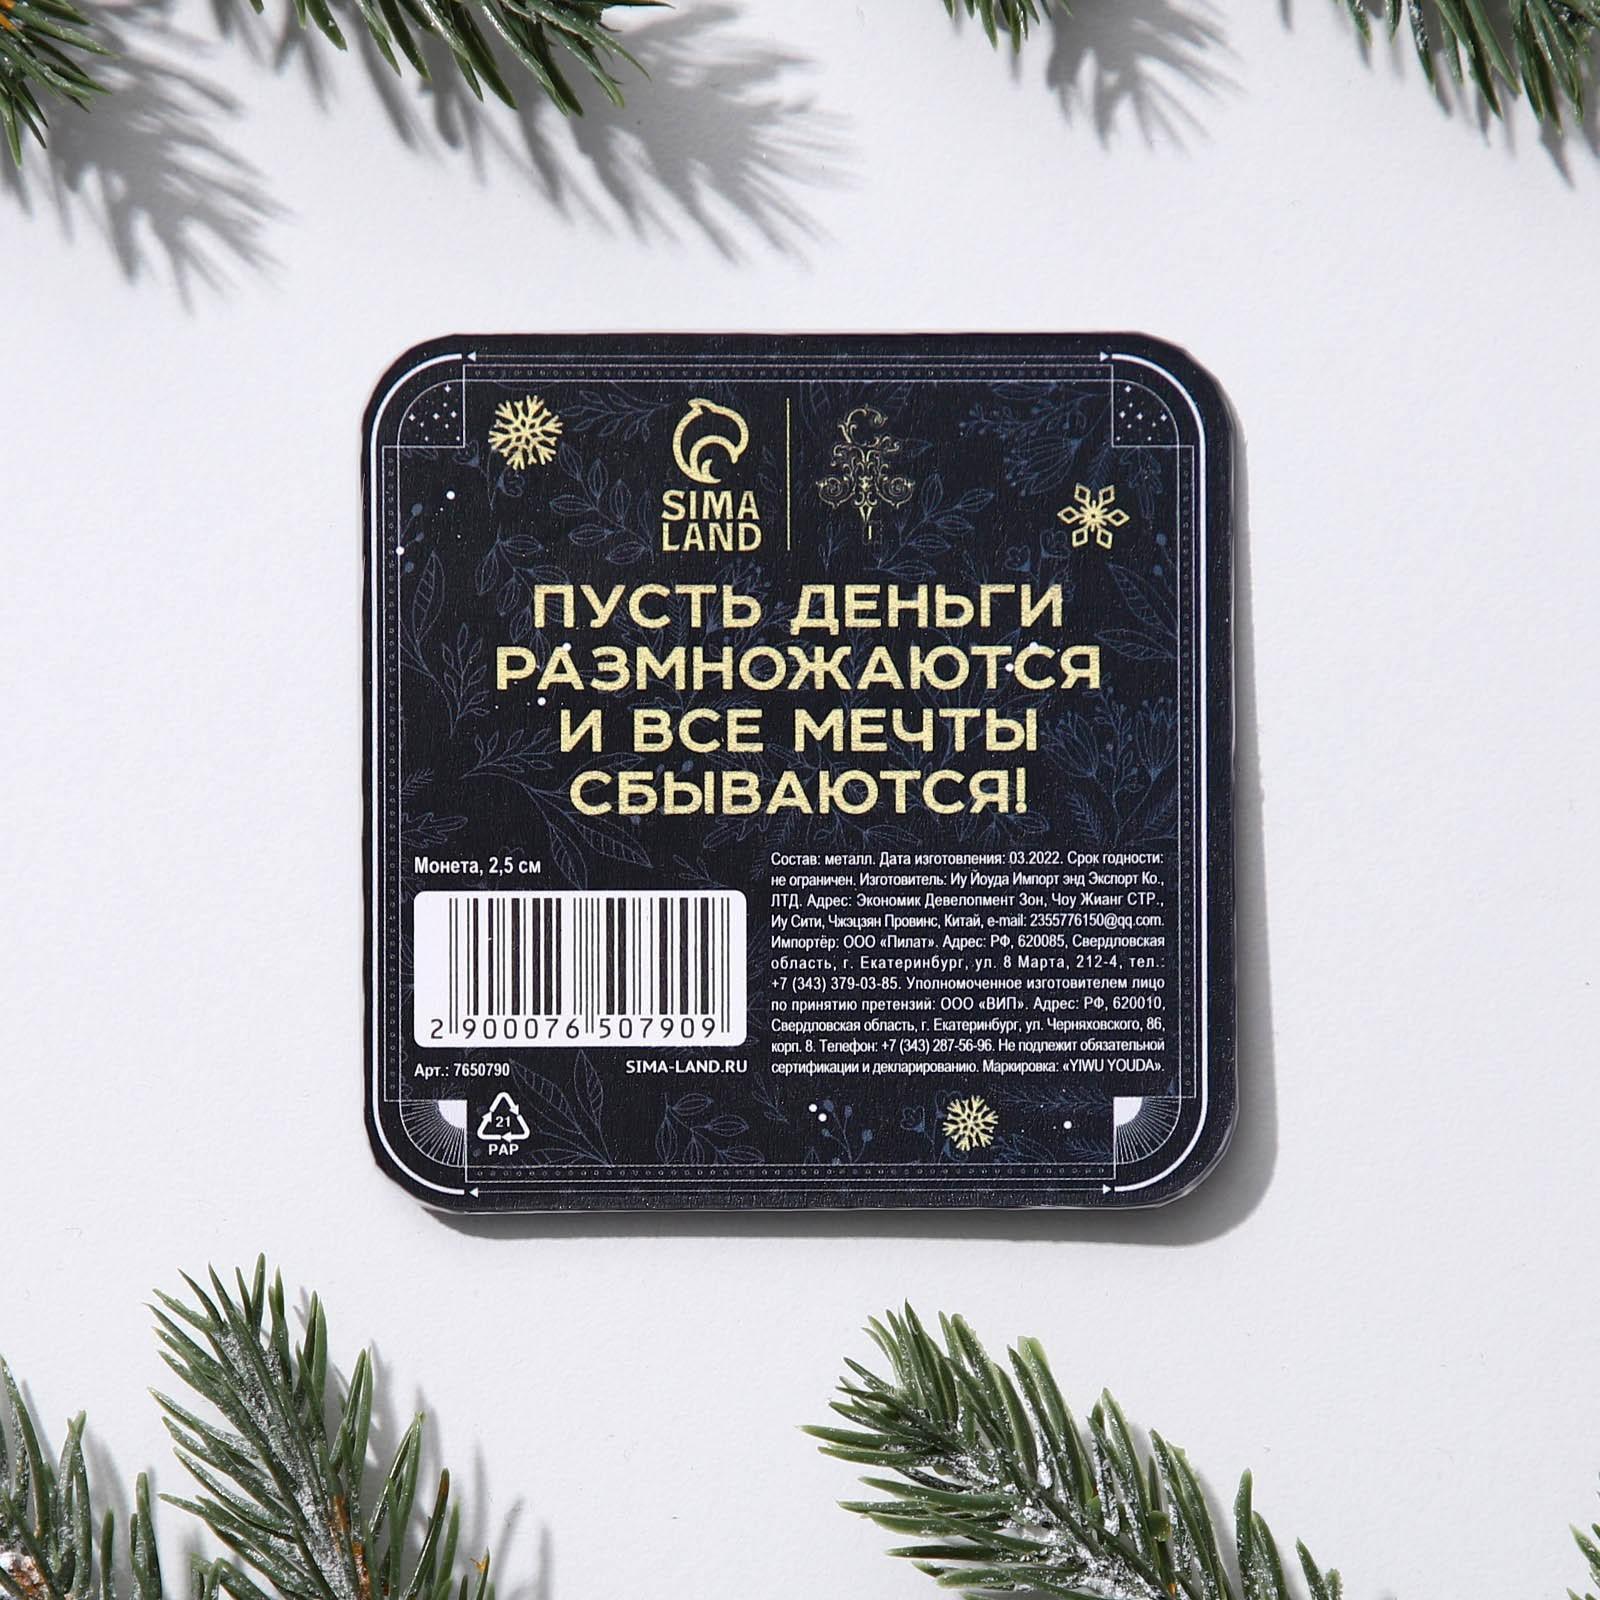 SIMA
LAND
ПУСТЬ ДЕНЬГИ
РАЗМНОЖАЮТСЯ
И ВСЕ МЕЧТЫ
СБЫВАЮТСЯ!
Монета, 2,5 см
2 900076 507909
Арт.: 7650790
SIMA-LAND.RU
21
PAP
Состав: металл. Дата изготовления: 03.2022. Срок годности:
не ограничен. Изготовитель: Иу Йоуда Импорт энд Экспорт Ко.,
ЛТД. Адрес: Экономик Девелопмент Зон, Чоу Жианг СТР.,
Иу Сити, Чжэцзян Провинс, Китай, e-mail: 2355776150@qq.com.
Импортёр: ООО «Пилат». Адрес: РФ, 620085, Свердловская
область, г. Екатеринбург, ул. 8 Марта, 212-4, тел.:
+7 (343) 379-03-85. Уполномоченное изготовителем лицо
по принятию претензий: ООО «ВИП». Адрес: РФ, 620010,
Свердловская область, г. Екатеринбург, ул. Черняховского, 86,
корп. 8. Телефон: +7 (343) 287-56-96. Не подлежит обязательной
сертификации и декларированию. Маркировка: «YIWU YOUDA».